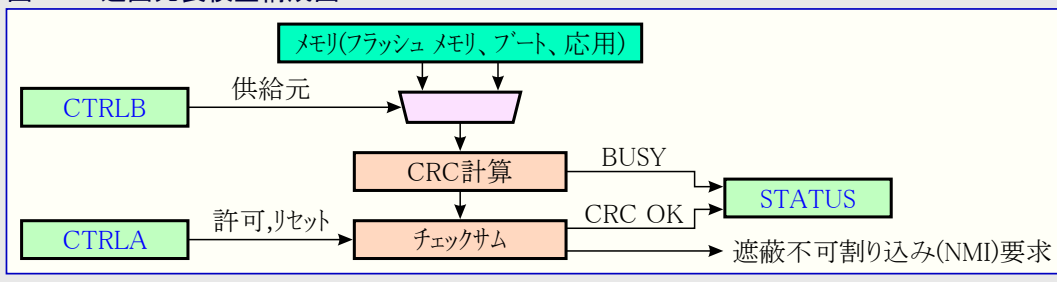 メモリ(フラッシュ メモリ、ブート、応用)
CTRLB
供給元
CRC計算
BUSY
STATUS
CTRLA
許可,リセット
チェックサム
CRC OK
遮蔽不可割り込み(NMI)要求